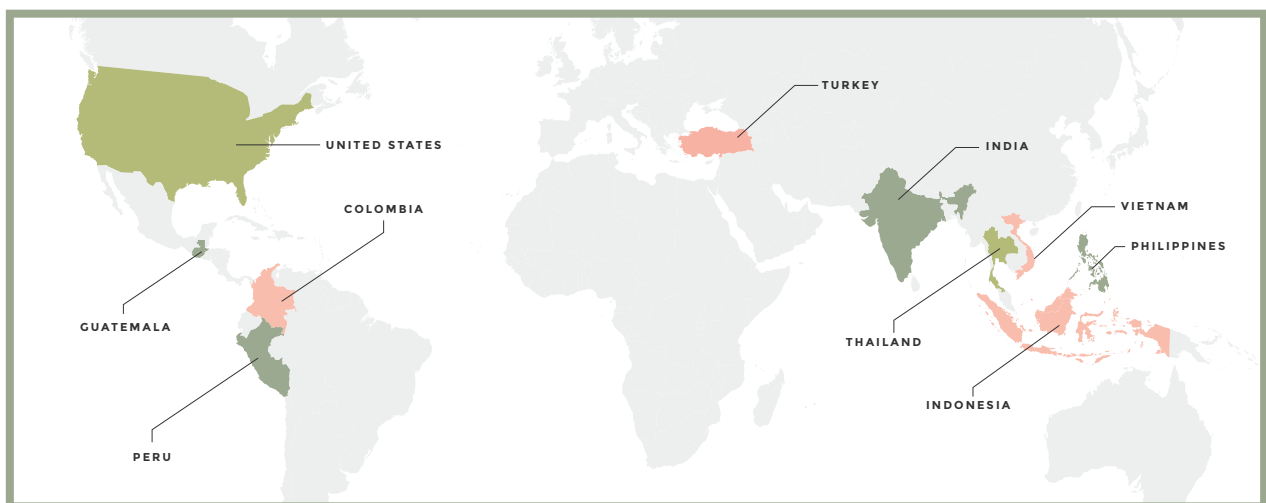 TURKEY
UNITED STATES
INDIA
COLOMBIA
VIETNAM
PHILIPPINES
GUATEMALA
THAILAND
INDONESIA
PERU